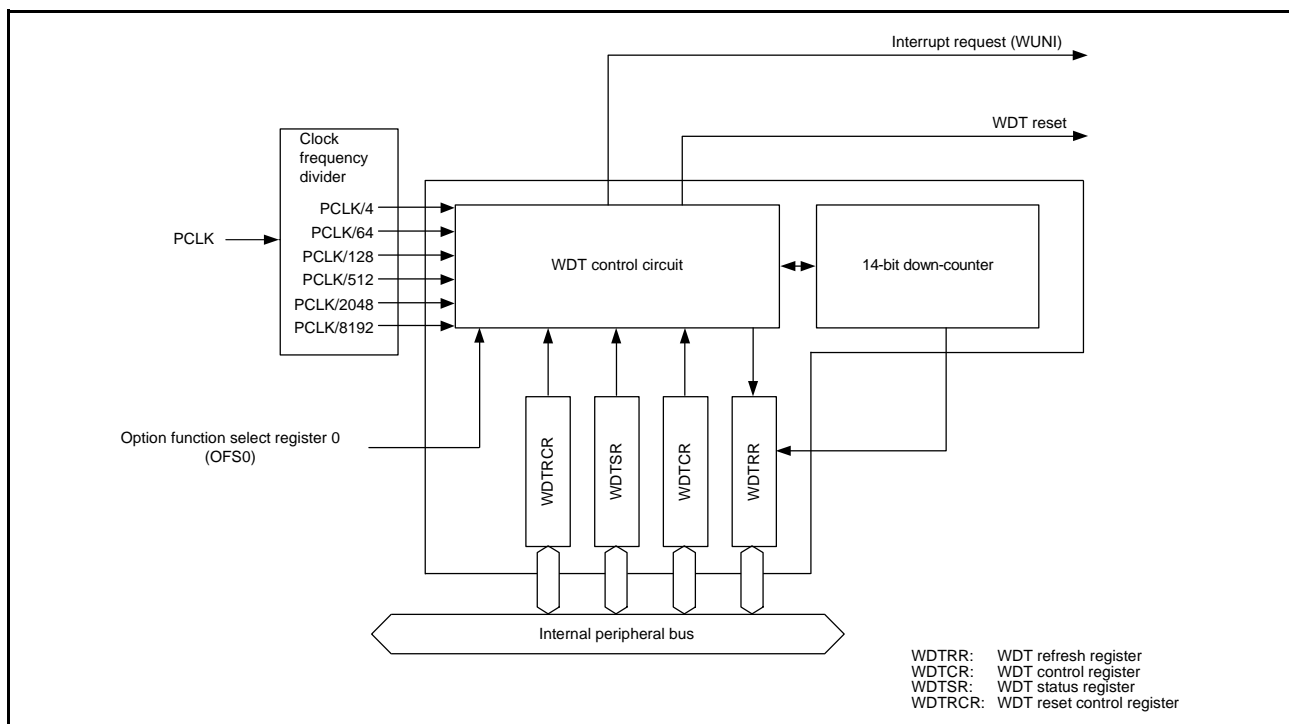 Interrupt request (WUNI)
WDT reset
Clock
frequency
divider
PCLK/4
PCLK/64
PCLK/128
PCLK/512
PCLK/2048
PCLK/8192
PCLK
WDT control circuit
14-bit down-counter
Option function select register 0
(OFS0)
WDTRCR
WDTSR
WDTCR
WDTRR
Internal peripheral bus
WDTRR: WDT refresh register
WDTCR: WDT control register
WDTSR: WDT status register
WDTRCR: WDT reset control register